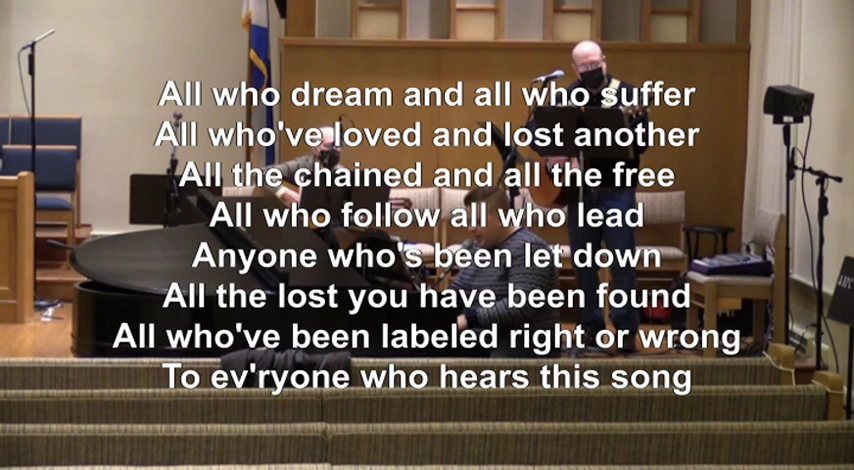 All who dream and all who suffer
All who've loved and lost another
All the chained and all the free
All who follow all who lead
Anyone who's been let down
All the lost you have been found
All who've been labeled right or wrong
To ev'ryone who hears this song